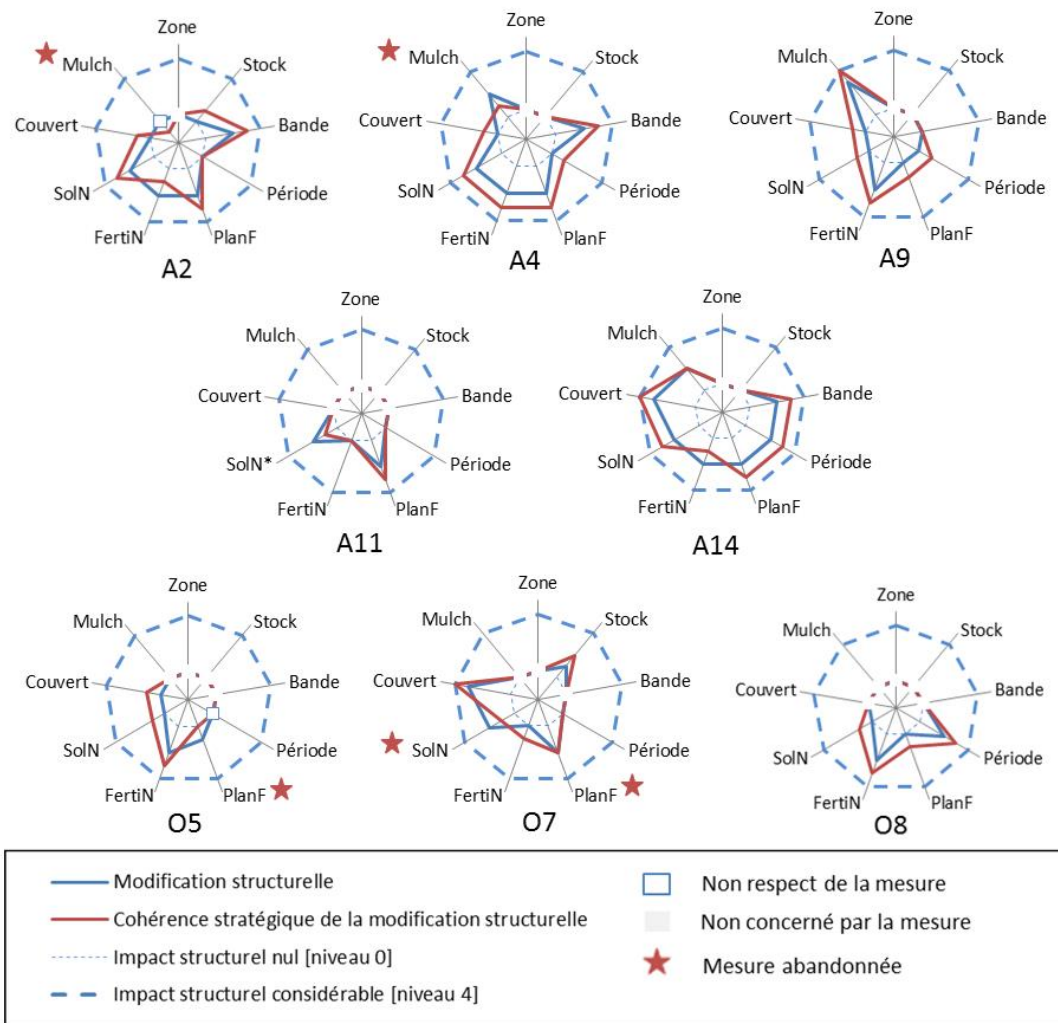 Zone
Mulch
Stock
Couvert
Bande
SolN
Période
FertiN
PlanF
A2
Zone
Mulch
Stock
Couvert
Bande
SolN
Période
FertiN
PlanF
A4
Zone
Mulch
Stock
Couvert
Bande
SolN
Période
FertiN
PlanF
A9
Zone
Mulch
Stock
Couvert
Bande
SolN*
Période
FertiN
PlanF
A11
Zone
Mulch
Stock
Couvert
Bande
SolN
Période
FertiN
PlanF
A14
Zone
Mulch
Stock
Couvert
Bande
SolN
Période
FertiN
PlanF
O5
Zone
Mulch
Stock
Couvert
Bande
SolN
Période
FertiN
PlanF
O7
Zone
Mulch
Stock
Couvert
Bande
SolN
Période
FertiN
PlanF
O8
Modification structurelle
Cohérence stratégique de la modification structurelle
Impact structurel nul [niveau 0]
Impact structurel considérable [niveau 4]
Non respect de la mesure
Non concerné par la mesure
Mesure abandonnée